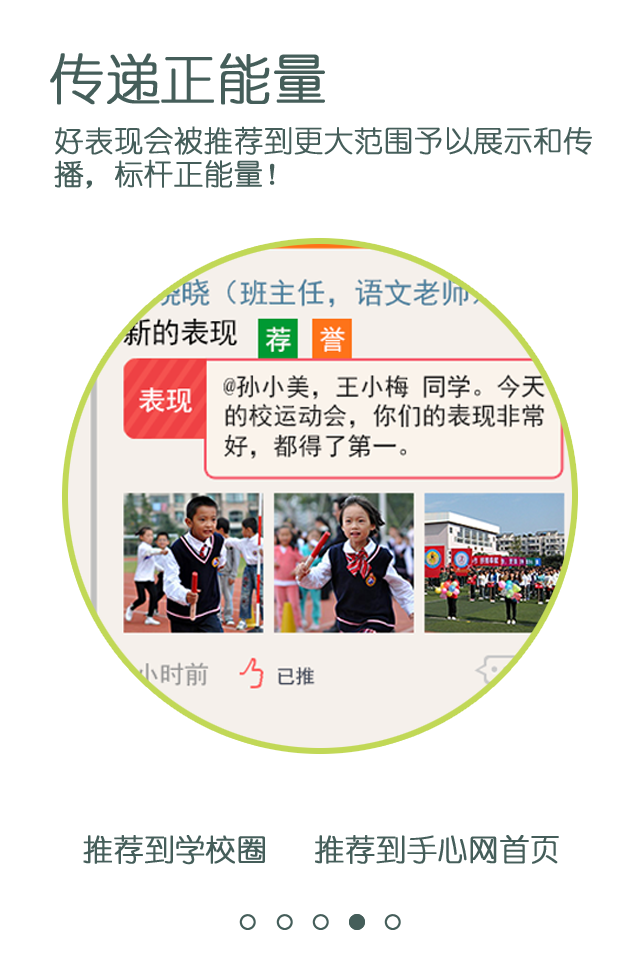 传递正能量
好表现会被推荐到更大范围予以展示和传
播，标杆正能量！
晓（班主任，语文老师）
新的表现 荐 誉
表现
@孙小美，王小梅 同学。今天
的校运动会，你们的表现非常
好，都得了第一。
小时前 已推
推荐到学校圈 推荐到手心网首页